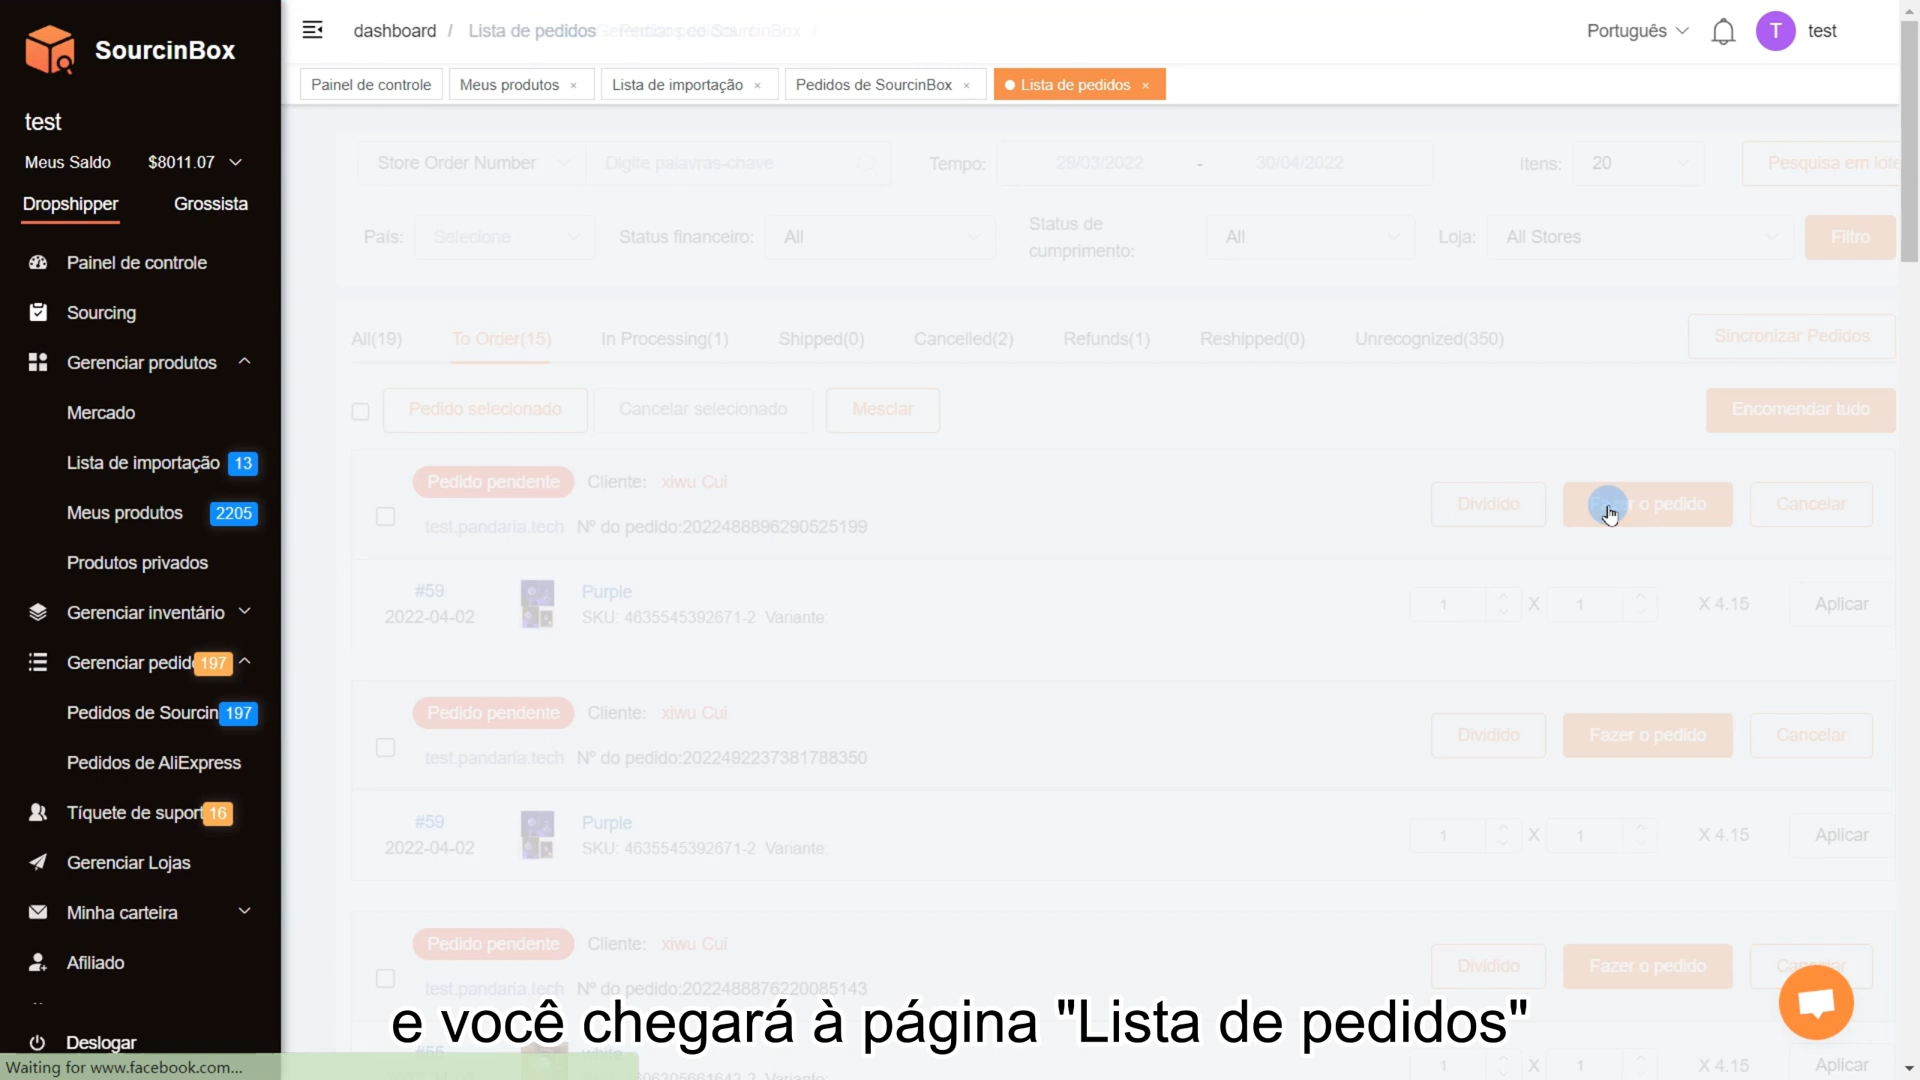 SourcinBox
dashboard / Lista de pedidos
Português
T
test
Painel de controle
Meus produtos ×
Lista de importação ×
Pedidos de SourcinBox ×
Lista de pedidos ×
test
Meus Saldo $8011.07
Dropshipper Grossista
Painel de controle
Sourcing
Gerenciar produtos
Mercado
Lista de importação 13
Meus produtos 2205
Produtos privados
Gerenciar inventário
Gerenciar pedid 197
Pedidos de Sourcin 197
Pedidos de AliExpress
Tíquete de suport 16
Gerenciar Lojas
Minha carteira
Afiliado
Deslogar
Waiting for www.facebook.com...
Store Order Number Digite palavras-chave Tempo: 28/03/2022 - 30/04/2022 Itens: 20 Pesquisa em lote
País: Selecione Status financeiro: All Status de cumprimento: All Loja: All Stores Filtro
All(19) To Order(15) In Processing(1) Shipped(0) Cancelled(2) Refunds(1) Reshipped(0) Unrecognized(350) Sincronizar Pedidos
Pedido selecionado Cancelar selecionado Mesclar Encomendar tudo
Pedido pendente Cliente: xiwu Cui
test.pandaria.tech Nº do pedido:2022488896290525199
Dividido o pedido Cancelar
#59 Purple
2022-04-02 SKU: 4635545392671-2 Variante:
1 X 1 X 4.15 Aplicar
Pedido pendente Cliente: xiwu Cui
test.pandaria.tech Nº do pedido:2022492237381788350
Dividido Fazer o pedido Cancelar
#59 Purple
2022-04-02 SKU: 4635545392671-2 Variante:
1 X 1 X 4.15 Aplicar
Pedido pendente Cliente: xiwu Cui
test.pandaria.tech Nº do pedido:2022488876220085143
Dividido Fazer o pedido
#55 white
1 X 1 X 4.15 Aplicar
e você chegará à página "Lista de pedidos"